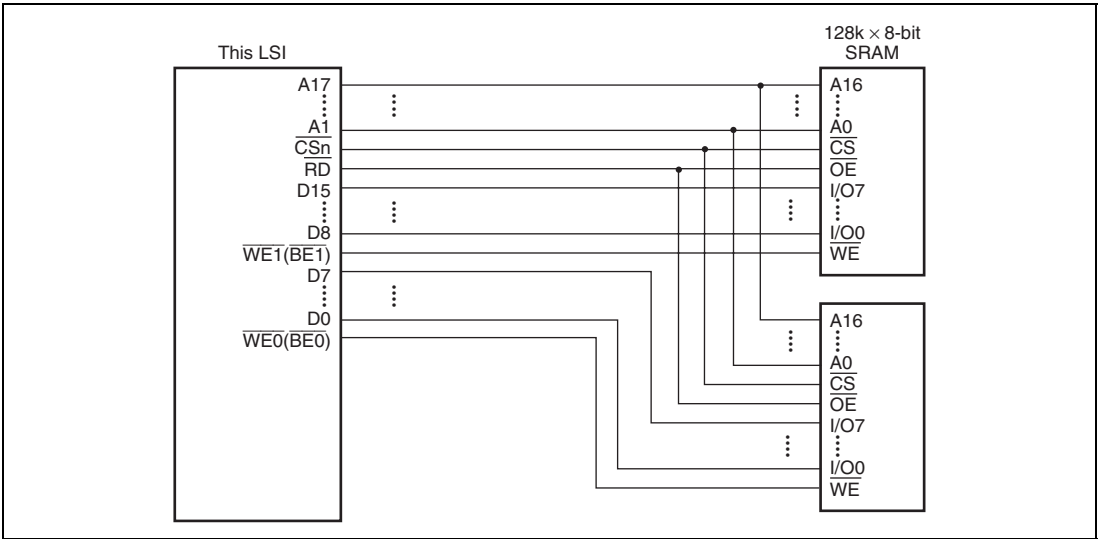 This LSI
A17
A1
CSn
RD
D15
D8
WE1(BE1)
D7
D0
WE0(BE0)
128k × 8-bit
SRAM
A16
A0
CS
OE
I/O7
I/O0
WE
A16
A0
CS
OE
I/O7
I/O0
WE